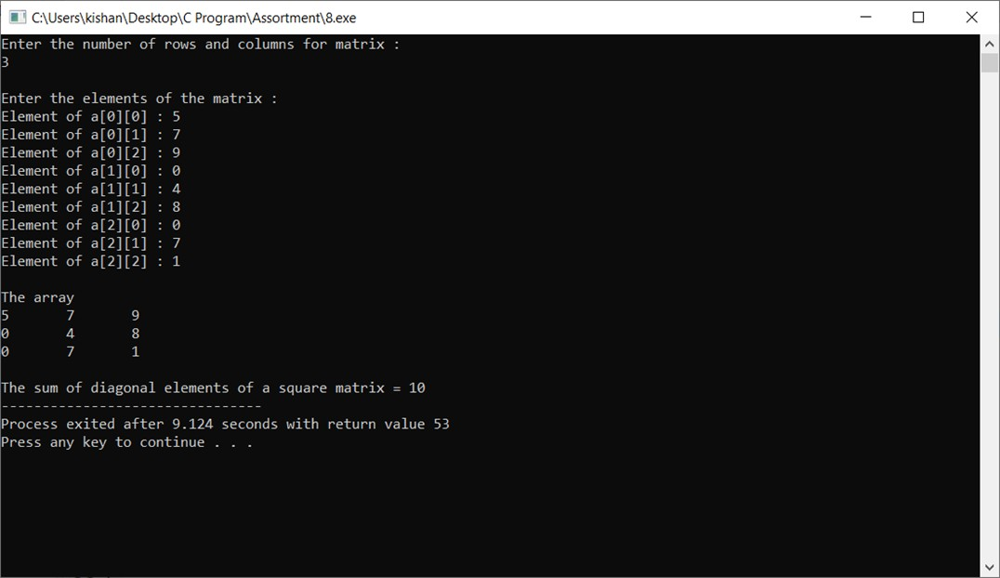 C:\Users\kishan\Desktop\C Program\Assortment\8.exe
Enter the number of rows and columns for matrix :
3
Enter the elements of the matrix :
Element of a[0][0] : 5
Element of a[0][1] : 7
Element of a[0][2] : 9
Element of a[1][0] : 0
Element of a[1][1] : 4
Element of a[1][2] : 8
Element of a[2][0] : 0
Element of a[2][1] : 7
Element of a[2][2] : 1
The array
5 7 9
0 4 8
0 7 1
The sum of diagonal elements of a square matrix = 10
--------------------------------
Process exited after 9.124 seconds with return value 53
Press any key to continue . . .